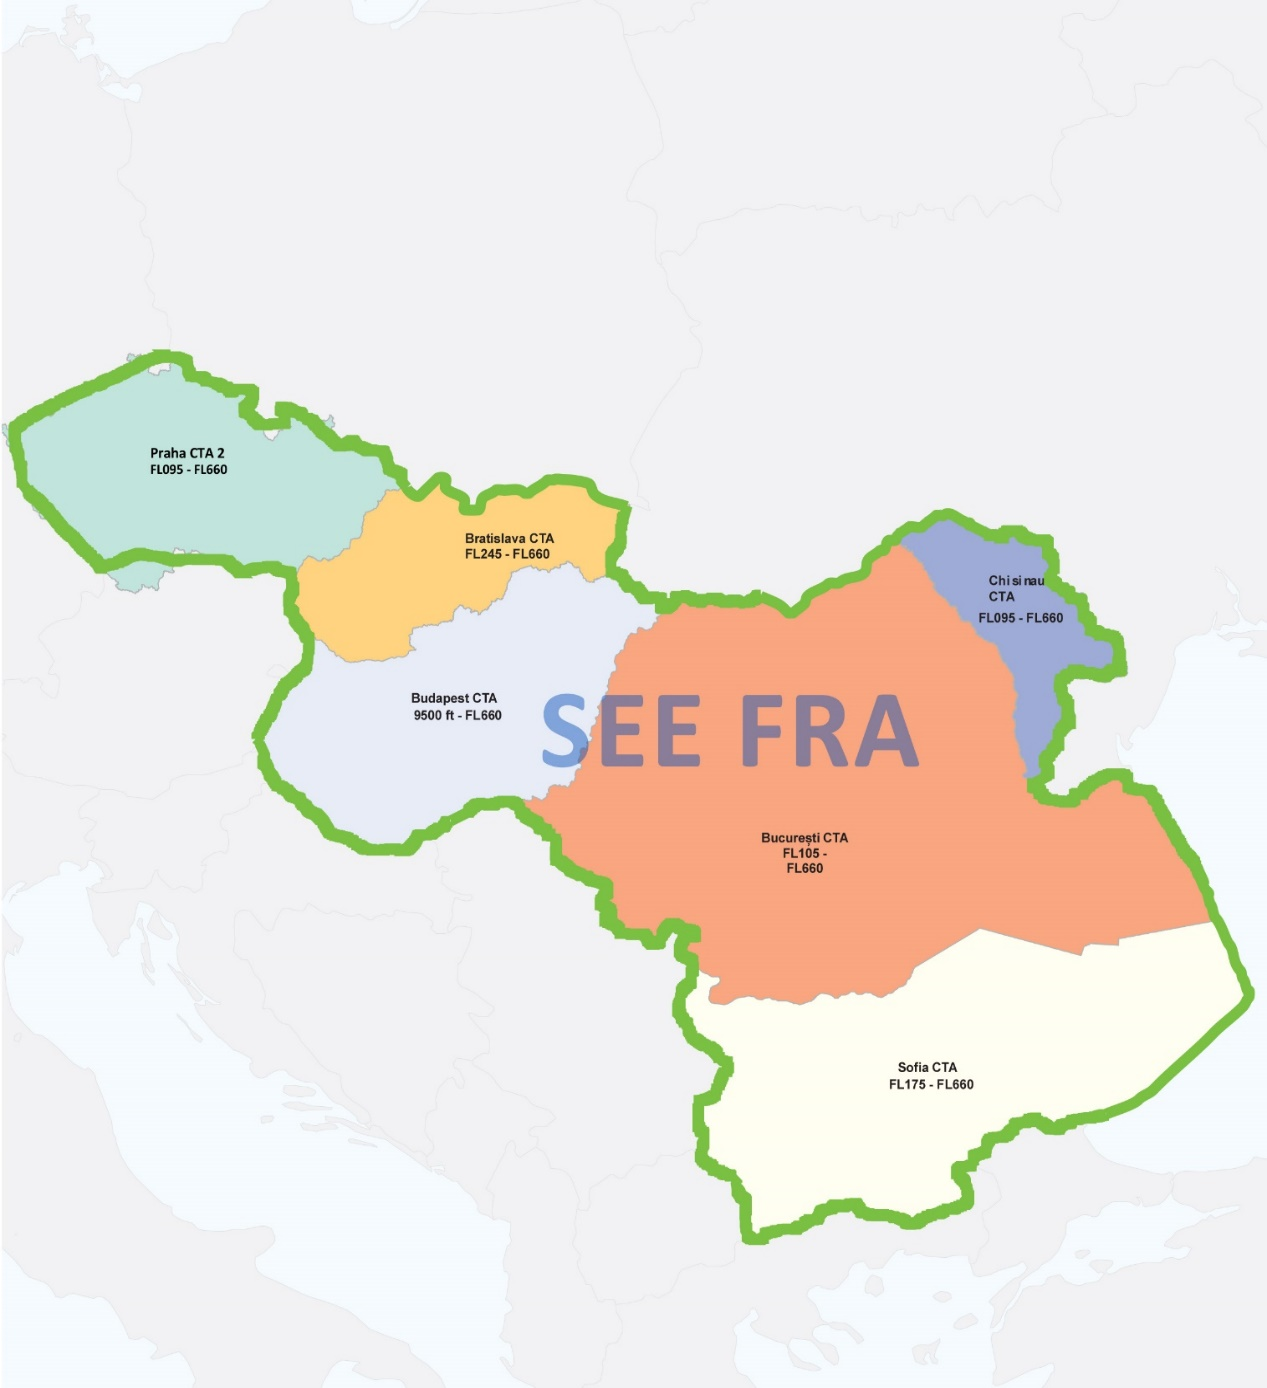 Praha CTA 2
FL095 - FL660
Bratislava CTA
FL245 - FL660
Chisinau
CTA
FL095 - FL660
Budapest CTA
9500 ft - FL660
SEE FRA
București CTA
FL105 -
FL660
Sofia CTA
FL175 - FL660